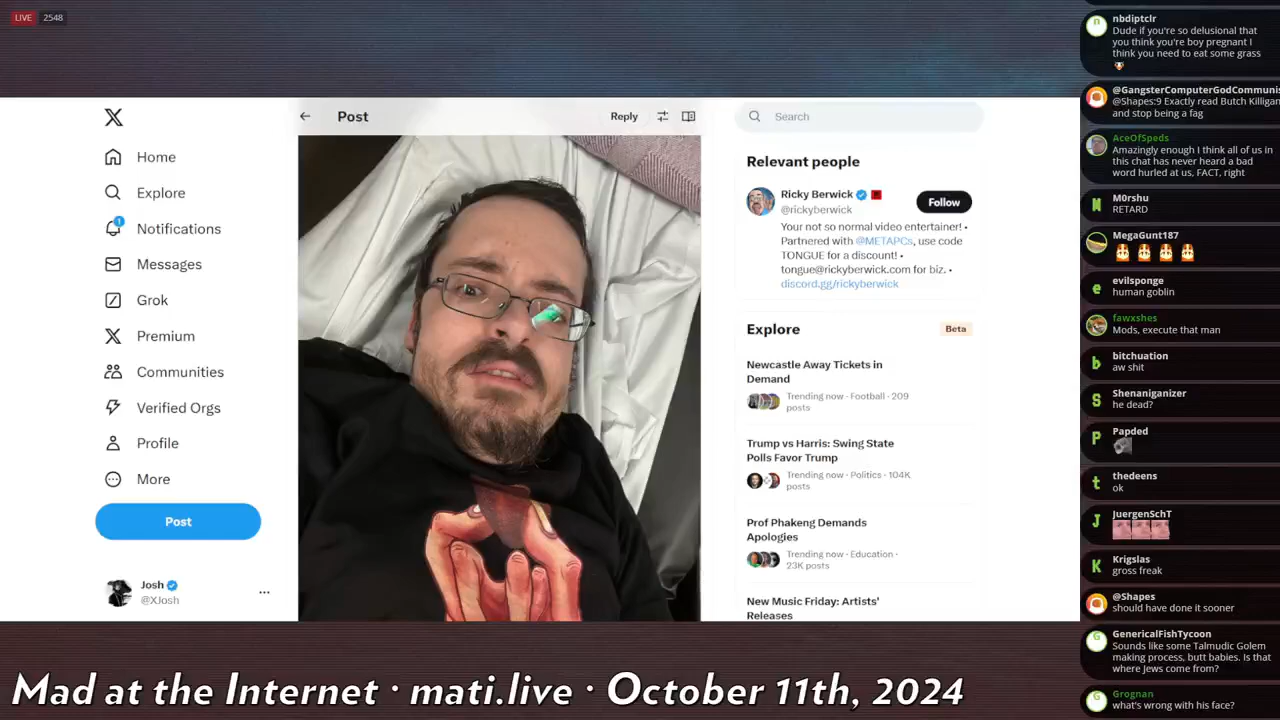 LIVE 2548
Post
Reply
Search
Home
Explore
1
Notifications
Messages
Grok
Premium
Communities
Verified Orgs
Profile
More
Post
Josh
@XJosh
Relevant people
Ricky Berwick
@rickyberwick
Follow
Your not so normal video entertainer! •
Partnered with @METAPCs, use code
TONGUE for a discount! •
tongue@rickyberwick.com for biz. •
discord.gg/rickyberwick
Explore
Beta
Newcastle Away Tickets in
Demand
Trending now · Football · 209
posts
Trump vs Harris: Swing State
Polls Favor Trump
Trending now · Politics · 104K
posts
Prof Phakeng Demands
Apologies
Trending now · Education ·
23K posts
New Music Friday: Artists'
Releases
nbdiptclr
Dude if you're so delusional that
you think you're boy pregnant I
think you need to eat some grass
@GangsterComputerGodCommunis
@Shapes:9 Exactly read Butch Killigan
and stop being a fag
AceOfSpeds
Amazingly enough I think all of us in
this chat has never heard a bad
word hurled at us, FACT, right
M0rshu
RETARD
MegaGunt187
evilsponge
human goblin
fawxshes
Mods, execute that man
bitchuation
aw shit
Shenaniganizer
he dead?
Papded
thedeens
ok
JuergenSchT
Krigslas
gross freak
@Shapes
should have done it sooner
GenericalFishTycoon
Sounds like some Talmudic Golem
making process, butt babies. Is that
where Jews come from?
Grognan
what's wrong with his face?
Mad at the Internet · mati.live · October 11th, 2024